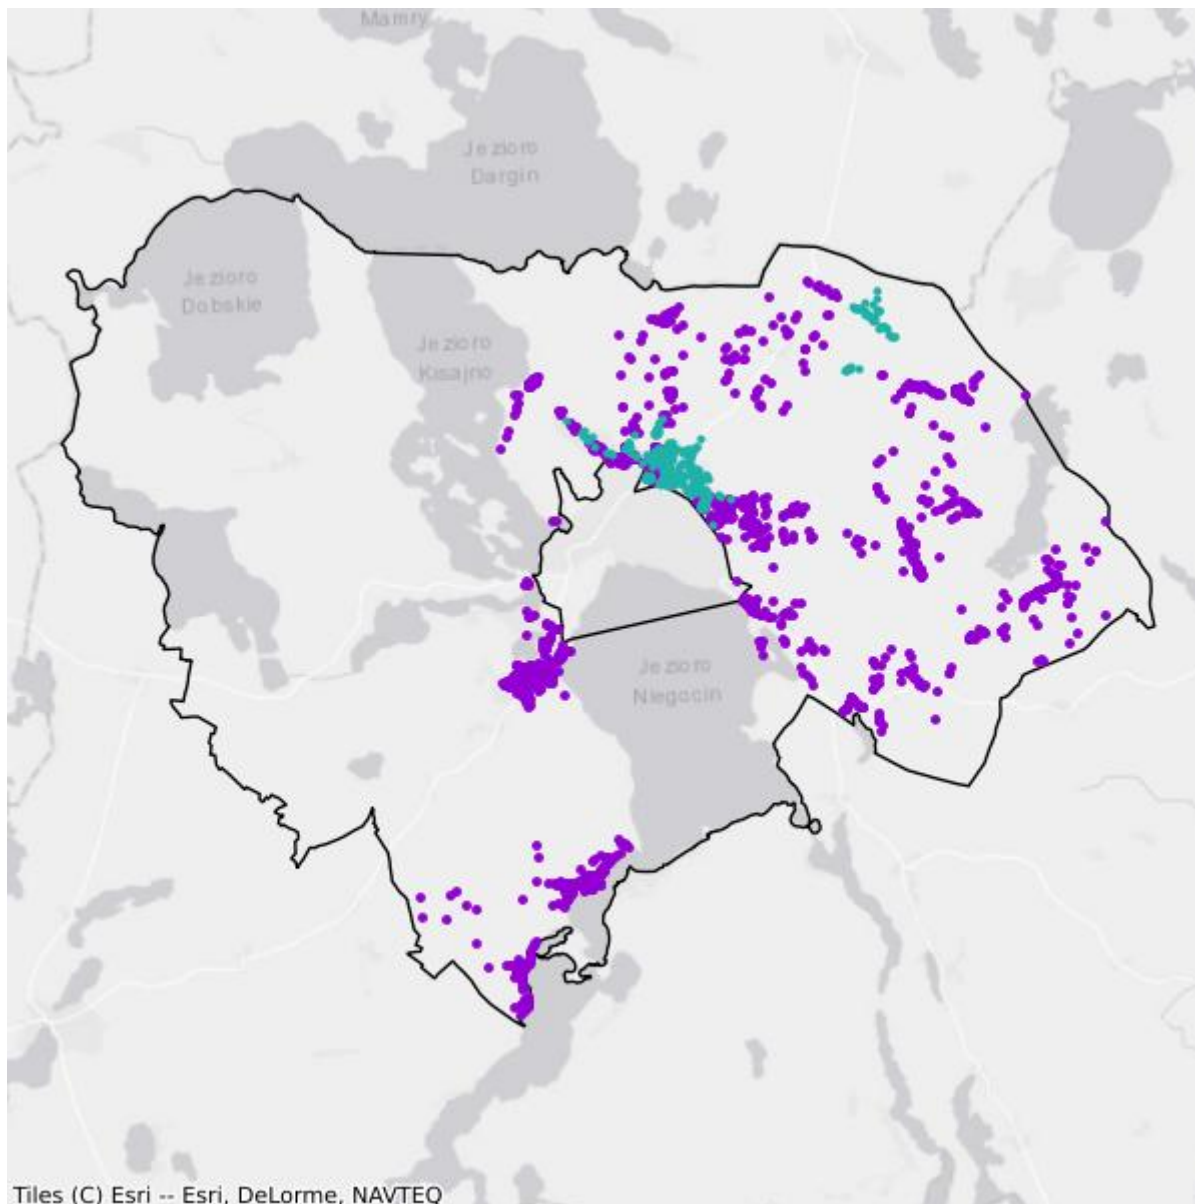 Mamry
Jezioro
Dargin
Jezioro
Dobskie
Jezioro
Kisajno
Jezioro
Niegocin
Tiles (C) Esri -- Esri, DeLorme, NAVTEQ